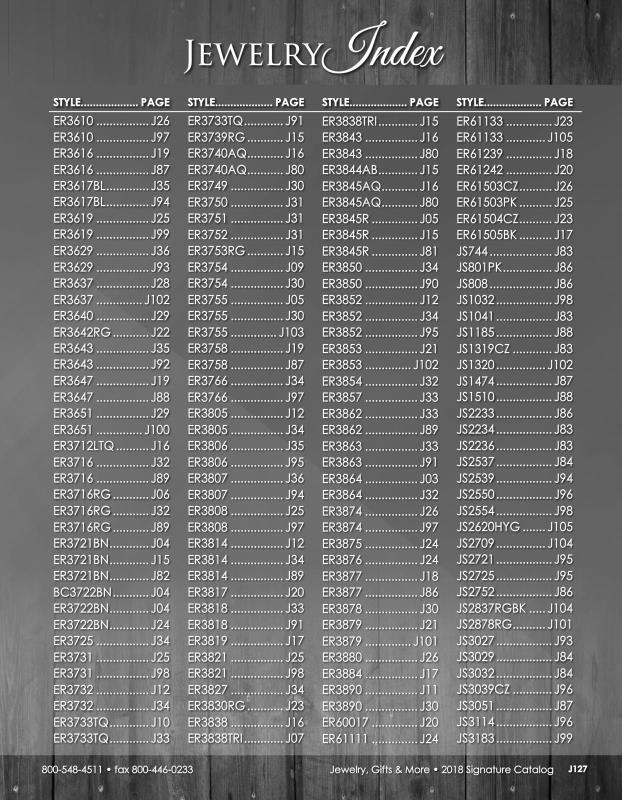 Jewelry Index
STYLE................... PAGE
ER3610 ............... J26
ER3610 ............... J97
ER3616 ............... J19
ER3616 ............... J87
ER3617BL............ J35
ER3617BL............ J94
ER3619 ............... J25
ER3619 ............... J99
ER3629 ............... J36
ER3629 ............... J93
ER3637 ............... J28
ER3637 ............. J102
ER3640 ............... J29
ER3642RG .......... J22
ER3643 ............... J35
ER3643 ............... J92
ER3647 ............... J19
ER3647 ............... J88
ER3651 ............... J29
ER3651 ............. J100
ER3712LTQ ......... J16
ER3716 ............... J32
ER3716 ............... J89
ER3716RG .......... J06
ER3716RG .......... J32
ER3716RG .......... J89
ER3721BN........... J04
ER3721BN........... J15
ER3721BN........... J82
BC3722BN.......... J04
ER3722BN........... J04
ER3722BN........... J24
ER3725 ............... J34
ER3731 ............... J25
ER3731 ............... J98
ER3732 ............... J12
ER3732 ............... J34
ER3733TQ ........... J10
ER3733TQ ........... J33
STYLE................... PAGE
ER3733TQ ........... J91
ER3739RG .......... J15
ER3740AQ.......... J16
ER3740AQ.......... J80
ER3749 ............... J30
ER3750 ............... J31
ER3751 ............... J31
ER3752 ............... J31
ER3753RG .......... J15
ER3754 ............... J09
ER3754 ............... J30
ER3755 ............... J05
ER3755 ............... J30
ER3755 ............. J103
ER3758 ............... J19
ER3758 ............... J87
ER3766 ............... J34
ER3766 ............... J97
ER3805 ............... J12
ER3805 ............... J34
ER3806 ............... J35
ER3806 ............... J95
ER3807 ............... J36
ER3807 ............... J94
ER3808 ............... J25
ER3808 ............... J97
ER3814 ............... J12
ER3814 ............... J34
ER3814 ............... J89
ER3817 ............... J20
ER3818 ............... J33
ER3818 ............... J91
ER3819 ............... J17
ER3821 ............... J25
ER3821 ............... J98
ER3827 ............... J34
ER3830RG .......... J23
ER3838 ............... J16
ER3838TRI........... J07
STYLE................... PAGE
ER3838TRI........... J15
ER3843 ............... J16
ER3843 ............... J80
ER3844AB........... J15
ER3845AQ.......... J16
ER3845AQ.......... J80
ER3845R ............. J05
ER3845R ............. J15
ER3845R ............. J81
ER3850 ............... J34
ER3850 ............... J90
ER3852 ............... J12
ER3852 ............... J34
ER3852 ............... J95
ER3853 ............... J21
ER3853 ............. J102
ER3854 ............... J32
ER3857 ............... J33
ER3862 ............... J33
ER3862 ............... J83
ER3863 ............... J33
ER3863 ............... J91
ER3864 ............... J03
ER3864 ............... J32
ER3874 ............... J26
ER3874 ............... J97
ER3875 ............... J24
ER3876 ............... J24
ER3877 ............... J18
ER3877 ............... J86
ER3878 ............... J30
ER3879 ............... J21
ER3879 ............. J101
ER3880 ............... J26
ER3884 ............... J17
ER3890 ............... J11
ER3890 ............... J30
ER60017 ............. J20
ER61111 ............. J24
STYLE................... PAGE
ER61133 ............. J23
ER61133 ........... J105
ER61239 ............. J18
ER61242 ............. J20
ER61503CZ......... J26
ER61503PK ......... J25
ER61504CZ......... J23
ER61505BK ......... J17
JS744 .................. J83
JS801PK .............. J86
JS808 .................. J86
JS1032 ................ J98
JS1041 ................ J83
JS1185 ................ J88
JS1319CZ ........... J83
JS1320 .............. J102
JS1474 ................ J87
JS1510 ................ J88
JS2233 ................ J86
JS2234 ................ J83
JS2236 ................ J83
JS2537 ................ J84
JS2539 ................ J94
JS2550 ................ J96
JS2554 ................ J98
JS2620HYG ...... J105
JS2709 .............. J104
JS2721 ................ J95
JS2725 ................ J95
JS2752 ................ J86
JS2837RGBK .... J104
JS2878RG......... J101
JS3027 ................ J93
JS3029 ................ J84
JS3032 ................ J84
JS3039CZ ........... J96
JS3051 ................ J87
JS3114 ................ J96
JS3183 ................ J99
800-548-4511 • fax 800-446-0233
Jewelry, Gifts & More • 2018 Signature Catalog J127